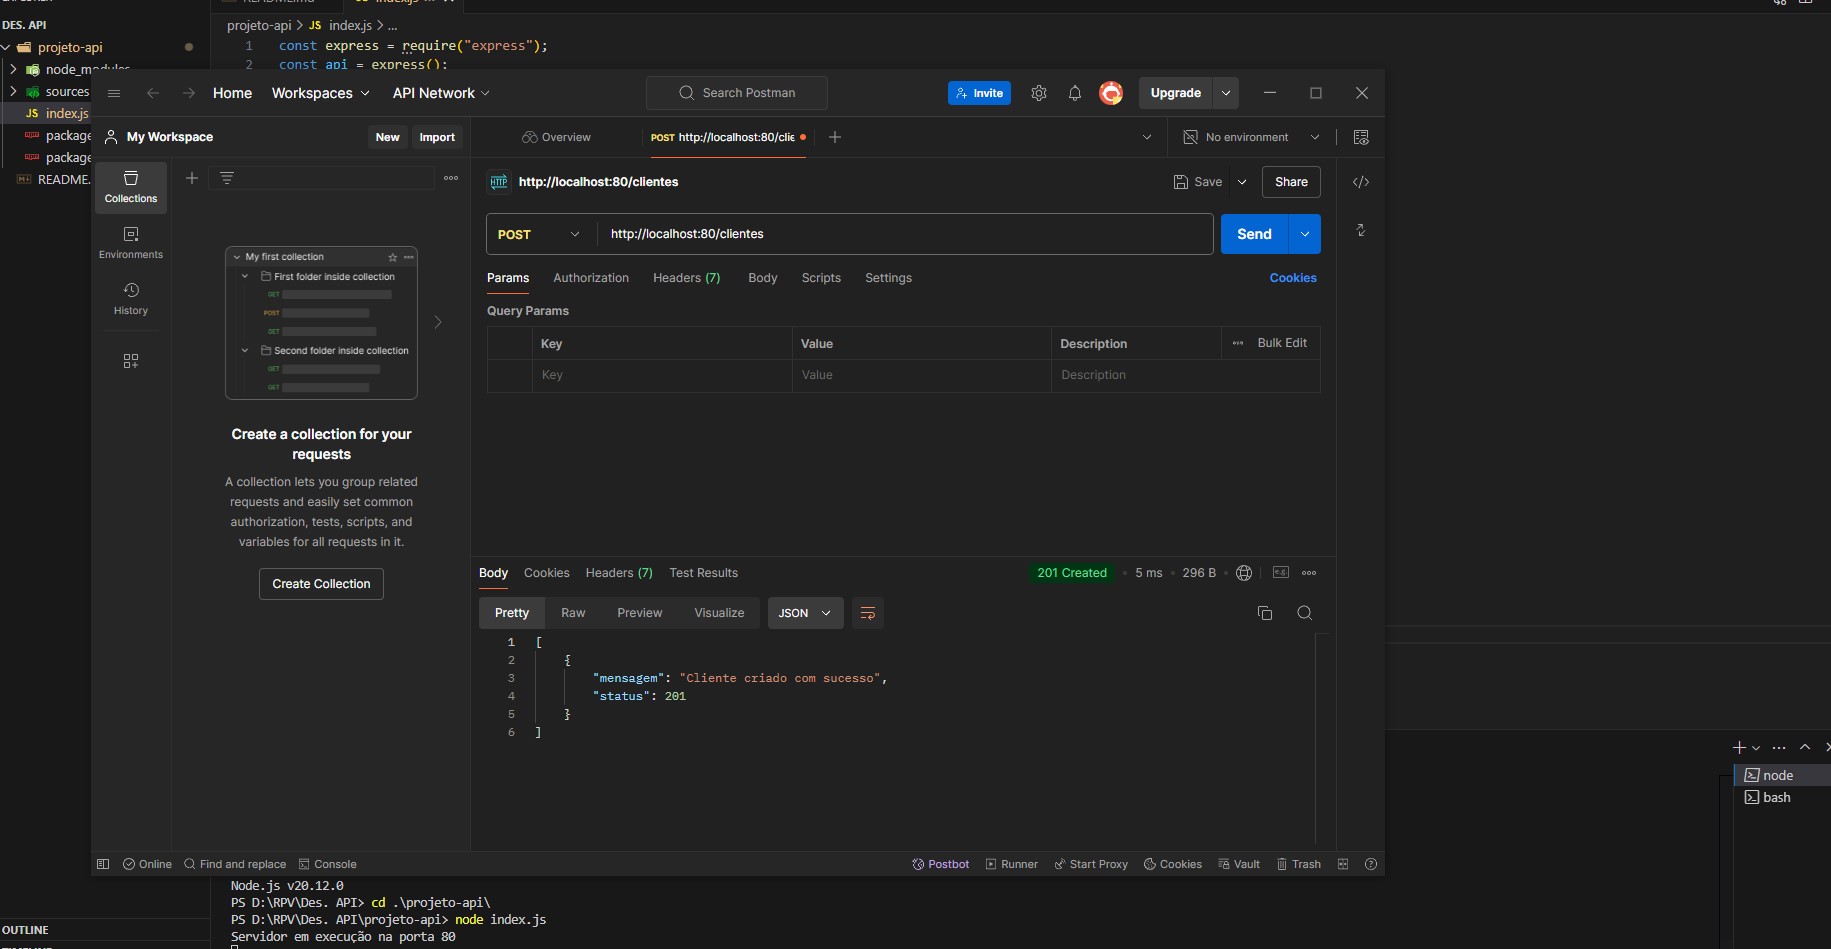 DES. API
projeto-api
node_modules
sources
index.js
package
package
README.
projeto-api > JS index.js > ...
1 const express = require("express");
2 const api = express();
Home
Workspaces
API Network
Search Postman
Invite
Upgrade
My Workspace
New
Import
Overview
POST http://localhost:80/clie
No environment
Collections
Environments
History
My first collection
First folder inside collection
GET
POST
GET
Second folder inside collection
GET
GET
Create a collection for your
requests
A collection lets you group related
requests and easily set common
authorization, tests, scripts, and
variables for all requests in it.
Create Collection
HTTP http://localhost:80/clientes
Save
Share
POST http://localhost:80/clientes
Send
Params Authorization Headers (7) Body Scripts Settings
Cookies
Query Params
Key Value Description Bulk Edit
Key Value Description
Body Cookies Headers (7) Test Results
201 Created • 5 ms • 296 B
e.g.
Pretty Raw Preview Visualize JSON
1 [
2 {
3 "mensagem": "Cliente criado com sucesso",
4 "status": 201
5 }
6 ]
node
bash
Online Find and replace Console
Postbot Runner Start Proxy Cookies Vault Trash
Node.js v20.12.0
PS D:\RPV\Des. API> cd .\projeto-api\
PS D:\RPV\Des. API\projeto-api> node index.js
Servidor em execução na porta 80
OUTLINE